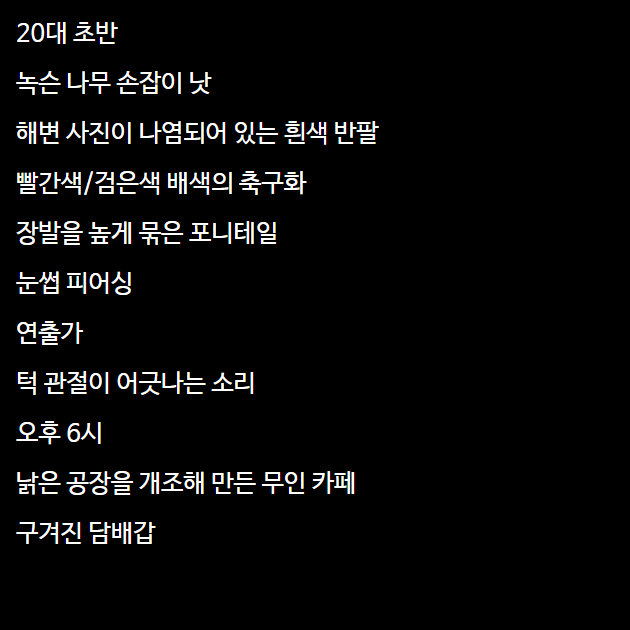 20대 초반
녹슨 나무 손잡이 낫
해변 사진이 나염되어 있는 흰색 반팔
빨간색/검은색 배색의 축구화
장발을 높게 묶은 포니테일
눈썹 피어싱
연출가
턱 관절이 어긋나는 소리
오후 6시
낡은 공장을 개조해 만든 무인 카페
구겨진 담배갑